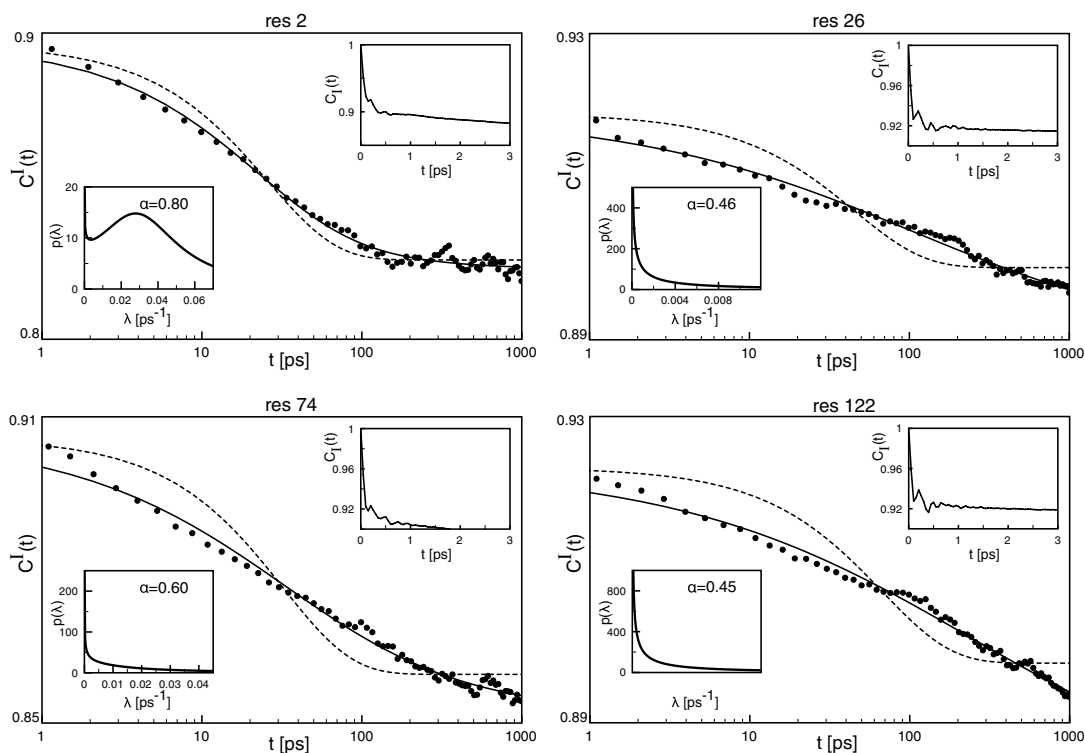 res 2
0.9
0.8
C^I(t)
1
10
100
1000
t [ps]
1
0.9
C_I(t)
0
1
2
3
t [ps]
20
10
0
p(λ)
α=0.80
0
0.02
0.04
0.06
λ [ps⁻¹]
res 26
0.93
0.89
C^I(t)
1
10
100
1000
t [ps]
1
0.96
0.92
C_I(t)
0
1
2
3
t [ps]
400
200
0
p(λ)
α=0.46
0
0.004
0.008
λ [ps⁻¹]
res 74
0.91
0.85
C^I(t)
1
10
100
1000
t [ps]
1
0.96
0.92
C_I(t)
0
1
2
3
t [ps]
200
100
0
p(λ)
α=0.60
0
0.01
0.02
0.03
0.04
λ [ps⁻¹]
res 122
0.93
0.89
C^I(t)
1
10
100
1000
t [ps]
1
0.96
0.92
C_I(t)
0
1
2
3
t [ps]
800
400
0
p(λ)
α=0.45
λ [ps⁻¹]